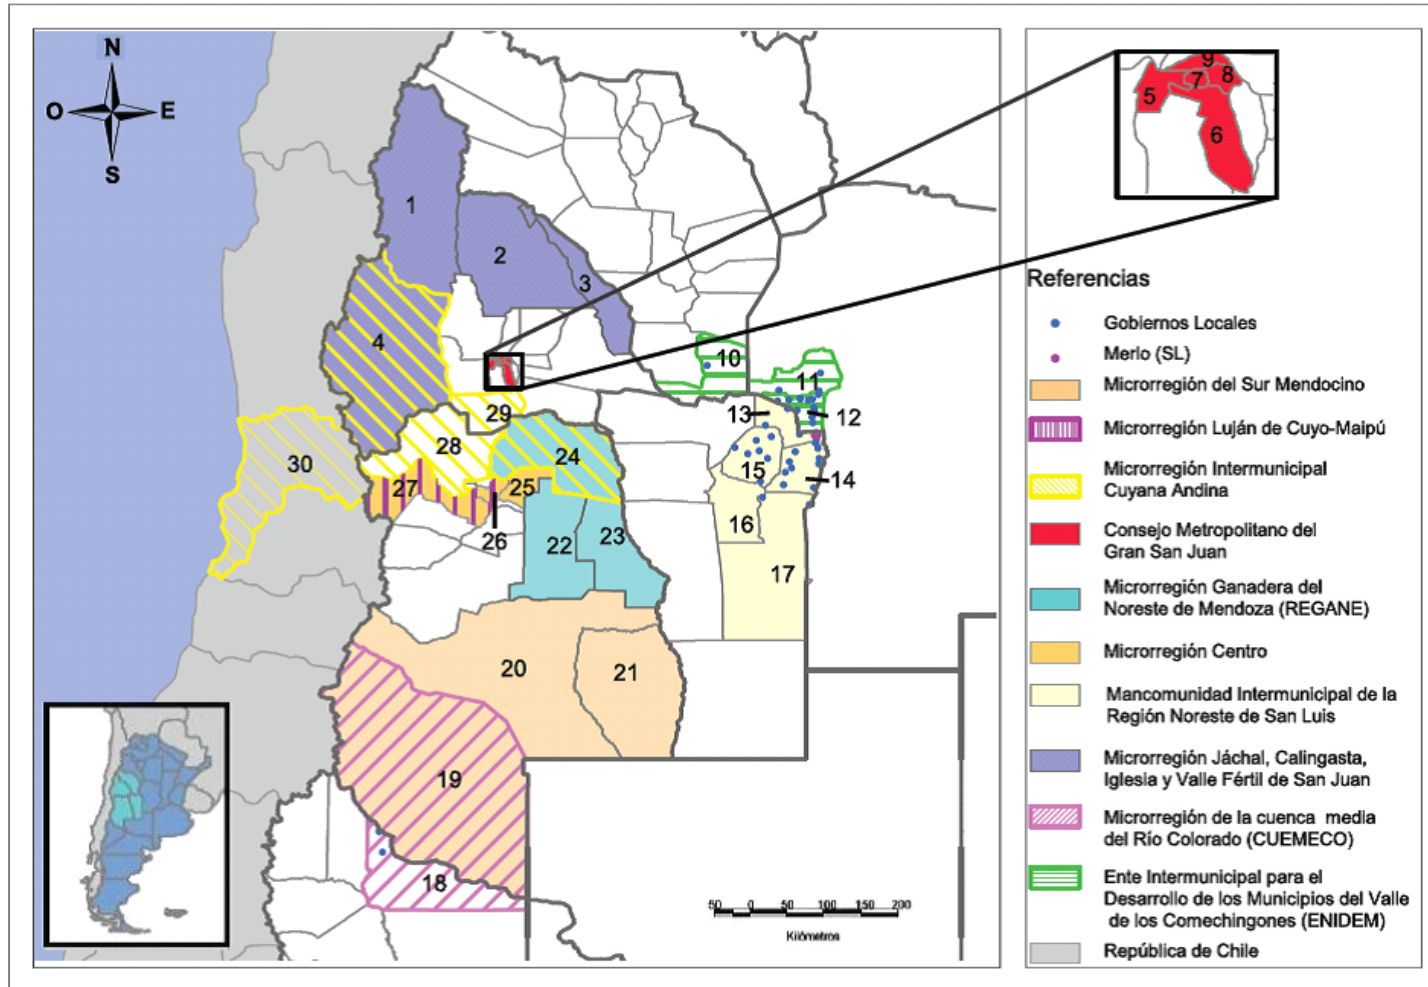 N
O
E
S
1
2
3
4
5
6
7
8
9
10
11
12
13
14
15
16
17
18
19
20
21
22
23
24
25
26
27
28
29
30
50 0 50 100 150 200
Kilómetros
Referencias
Gobiernos Locales
Merlo (SL)
Microrregión del Sur Mendocino
Microrregión Luján de Cuyo-Maipú
Microrregión Intermunicipal
Cuyana Andina
Consejo Metropolitano del
Gran San Juan
Microrregión Ganadera del
Noreste de Mendoza (REGANE)
Microrregión Centro
Mancomunidad Intermunicipal de la
Región Noreste de San Luis
Microrregión Jáchal, Calingasta,
Iglesia y Valle Fértil de San Juan
Microrregión de la cuenca media
del Río Colorado (CUEMECO)
Ente Intermunicipal para el
Desarrollo de los Municipios del Valle
de los Comechingones (ENIDEM)
República de Chile